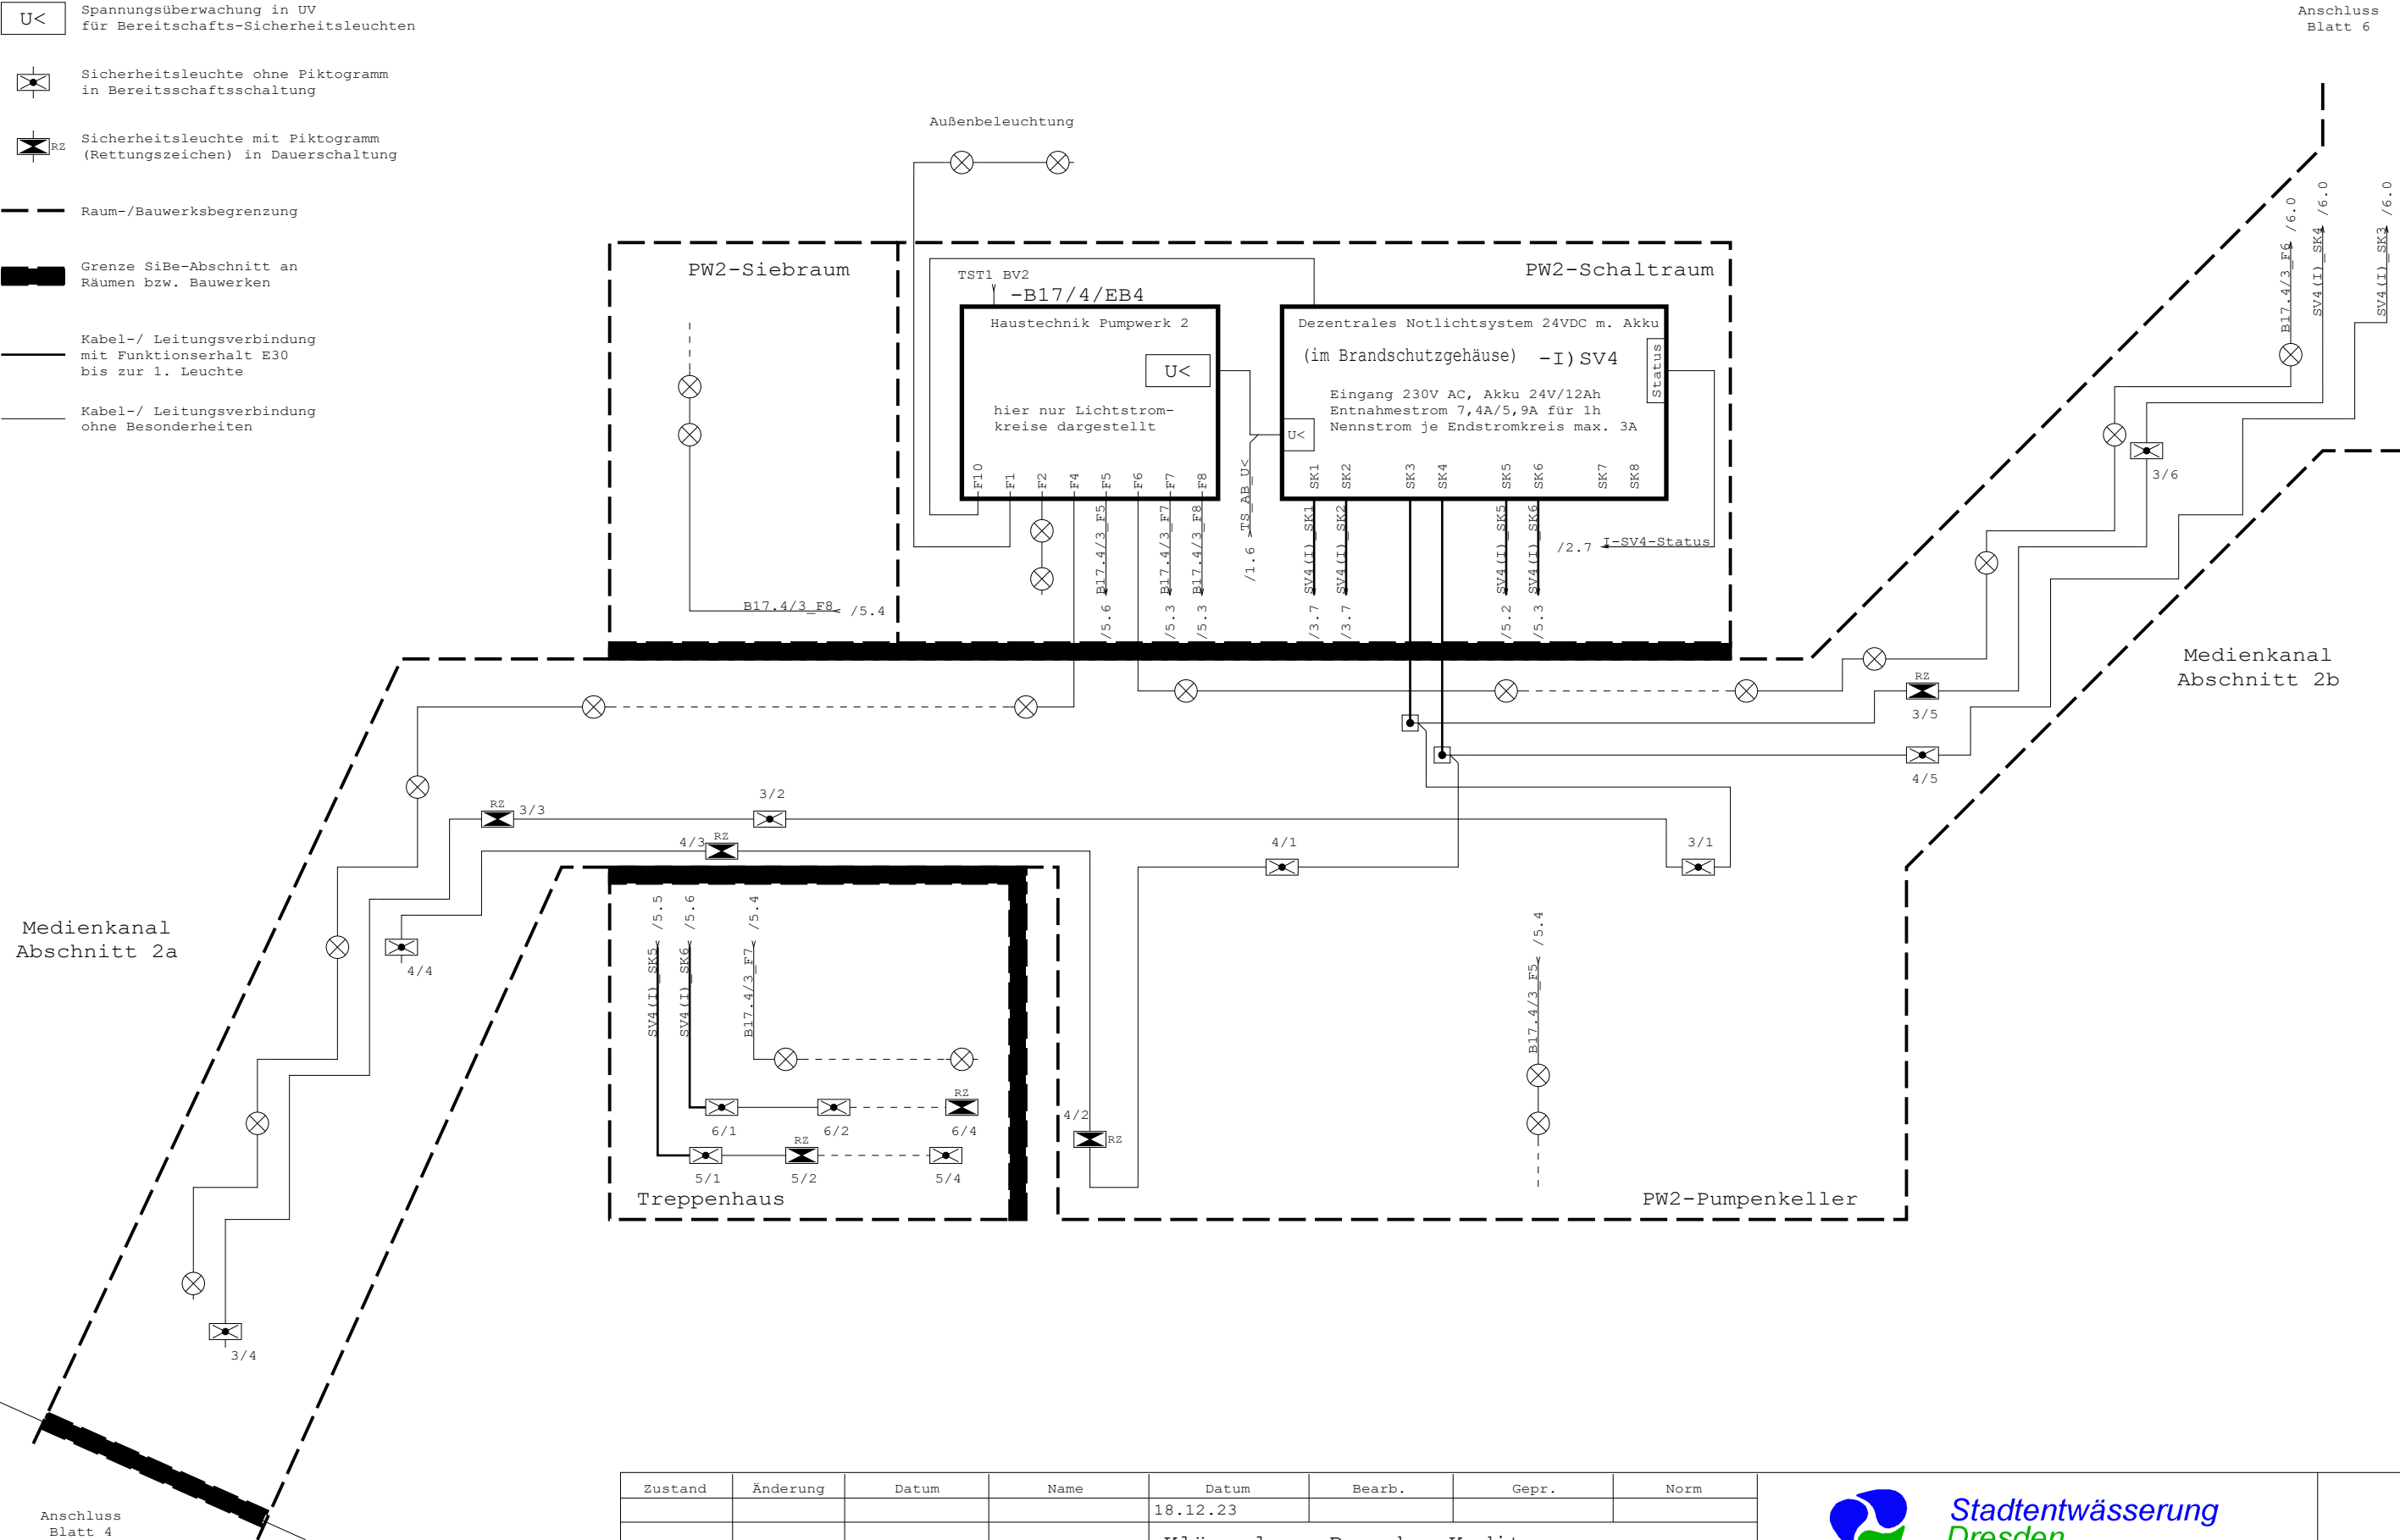 U<
Spannungsüberwachung in UV
für Bereitschafts-Sicherheitsleuchten
Sicherheitsleuchte ohne Piktogramm
in Bereitsschaftsschaltung
RZ
Sicherheitsleuchte mit Piktogramm
(Rettungszeichen) in Dauerschaltung
Raum-/Bauwerksbegrenzung
Grenze SiBe-Abschnitt an
Räumen bzw. Bauwerken
Kabel-/ Leitungsverbindung
mit Funktionserhalt E30
bis zur 1. Leuchte
Kabel-/ Leitungsverbindung
ohne Besonderheiten
Anschluss
Blatt 6
Außenbeleuchtung
PW2-Siebraum
B17.4/3_F8
/5.4
PW2-Schaltraum
TST1 BV2
-B17/4/EB4
Haustechnik Pumpwerk 2
U<
hier nur Lichtstrom-
kreise dargestellt
F10
F1
F2
F4
F5
F6
F7
F8
Dezentrales Notlichtsystem 24VDC m. Akku
(im Brandschutzgehäuse)
-I)SV4
Status
Eingang 230V AC, Akku 24V/12Ah
Entnahmestrom 7,4A/5,9A für 1h
Nennstrom je Endstromkreis max. 3A
U<
SK1
SK2
SK3
SK4
SK5
SK6
SK7
SK8
/5.6 B17.4/3_F5
/5.3 B17.4/3_F7
/5.3 B17.4/3_F8
/1.6 TS_AB_U<
/3.7 SV4(I)_SK1
/3.7 SV4(I)_SK2
/5.2 SV4(I)_SK5
/5.3 SV4(I)_SK6
/2.7
I-SV4-Status
B17.4/3_F6 /6.0
SV4(I)_SK4 /6.0
SV4(I)_SK3 /6.0
3/6
Medienkanal
Abschnitt 2b
RZ
3/5
4/5
RZ
3/3
3/2
4/3
RZ
4/1
3/1
Medienkanal
Abschnitt 2a
4/4
3/4
SV4(I)_SK5 /5.5
SV4(I)_SK6 /5.6
B17.4/3_F7 /5.4
B17.4/3_F5 /5.4
RZ
6/1
6/2
6/4
RZ
5/1
5/2
5/4
4/2
RZ
Treppenhaus
PW2-Pumpenkeller
Anschluss
Blatt 4
Zustand
Änderung
Datum
Name
Datum
Bearb.
Gepr.
Norm
18.12.23
Stadtentwässerung
Dresden